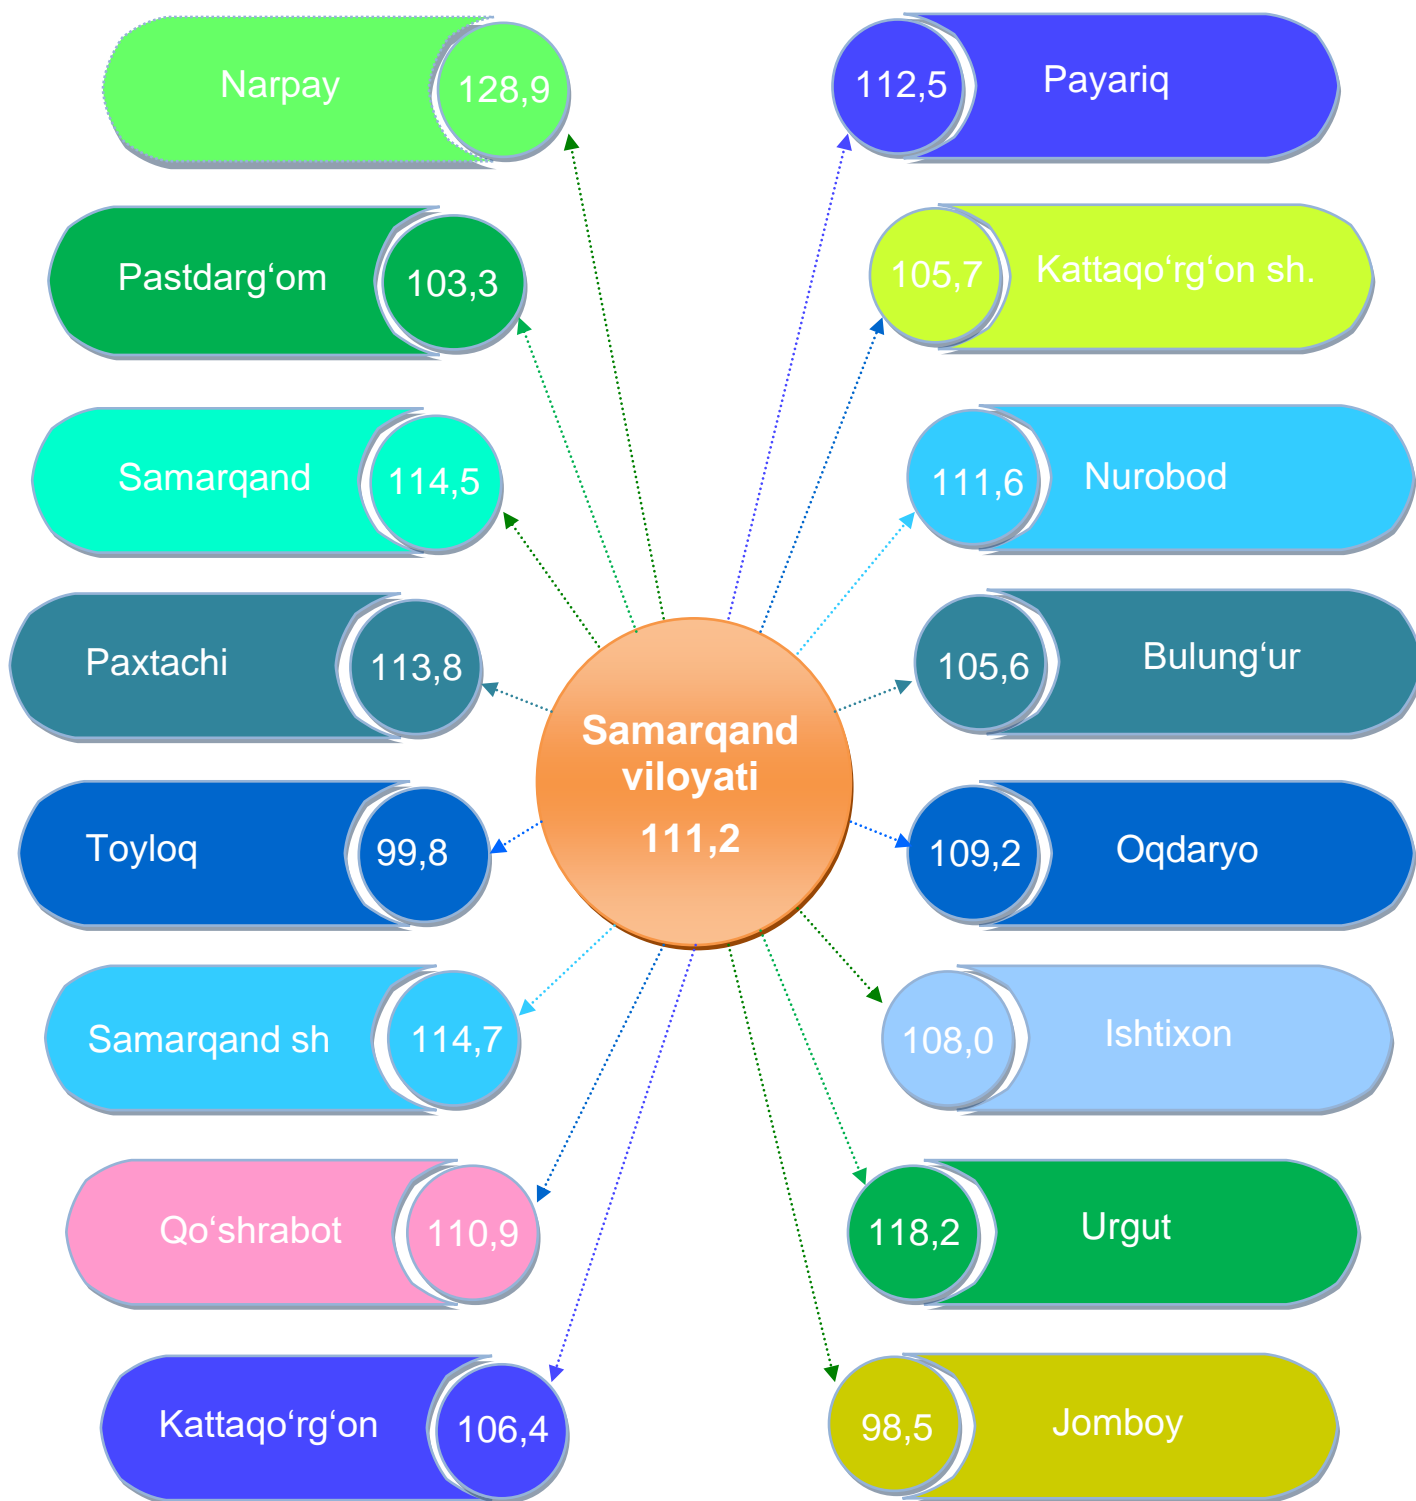 Narpay
128,9
Payariq
112,5
Pastdarg‘om
103,3
Kattaqo‘rg‘on sh.
105,7
Samarqand
114,5
Nurobod
111,6
Paxtachi
113,8
Bulung‘ur
105,6
Samarqand
viloyati
111,2
Toyloq
99,8
Oqdaryo
109,2
Samarqand sh
114,7
Ishtixon
108,0
Qo‘shrabot
110,9
Urgut
118,2
Kattaqo‘rg‘on
106,4
Jomboy
98,5